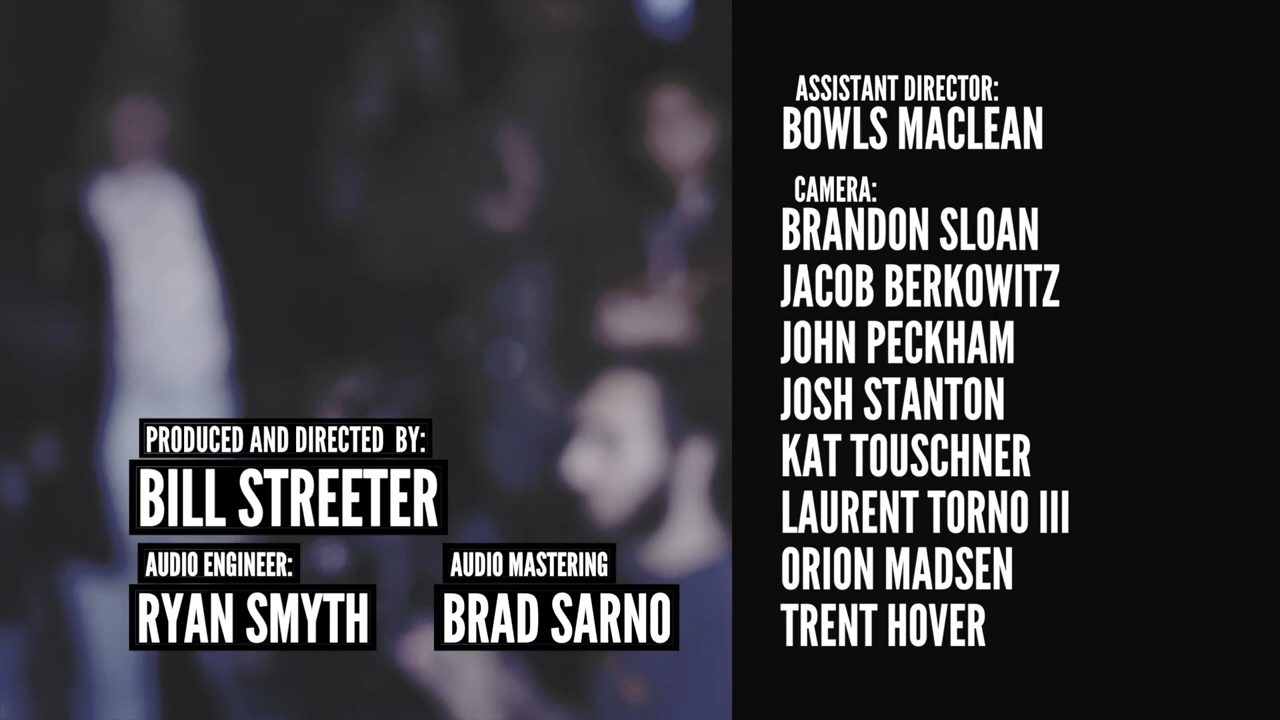 PRODUCED AND DIRECTED BY:
BILL STREETER
AUDIO ENGINEER:
RYAN SMYTH
AUDIO MASTERING
BRAD SARNO
ASSISTANT DIRECTOR:
BOWLS MACLEAN
CAMERA:
BRANDON SLOAN
JACOB BERKOWITZ
JOHN PECKHAM
JOSH STANTON
KAT TOUSCHNER
LAURENT TORNO III
ORION MADSEN
TRENT HOVER